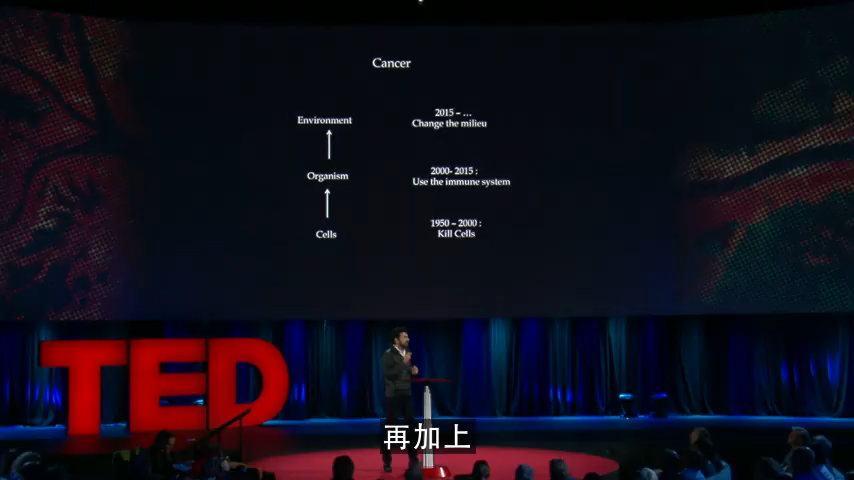 Cancer
Environment
2015 – ...
Change the milieu
Organism
2000- 2015 :
Use the immune system
Cells
1950 – 2000 :
Kill Cells
TED
再加上